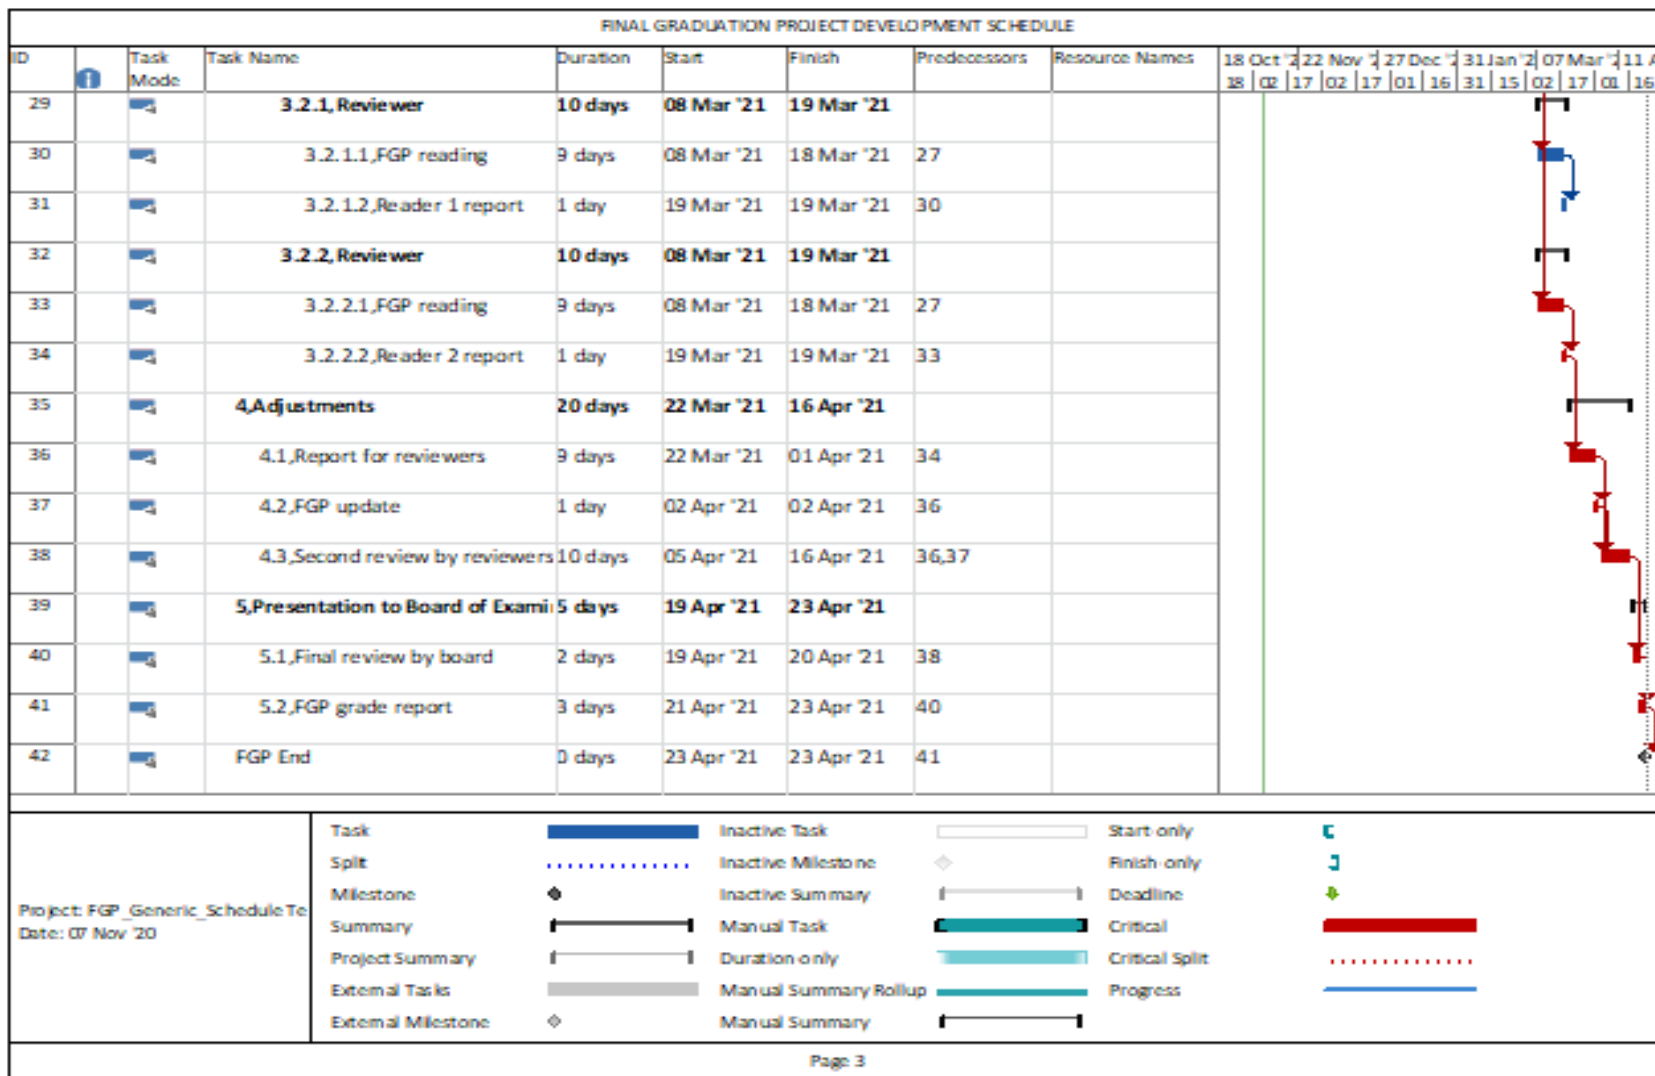 FINAL GRADUATION PROJECT DEVELOPMENT SCHEDULE
ID Task Mode Task Name Duration Start Finish Predecessors Resource Names
18 Oct '2 22 Nov ' 27 Dec '2 31 Jan '2 07 Mar '2 11 A
18 02 17 02 17 01 16 31 15 02 17 01 16
29 3.2.1,Reviewer 10 days 08 Mar '21 19 Mar '21
30 3.2.1.1,FGP reading 9 days 08 Mar '21 18 Mar '21 27
31 3.2.1.2,Reader 1 report 1 day 19 Mar '21 19 Mar '21 30
32 3.2.2,Reviewer 10 days 08 Mar '21 19 Mar '21
33 3.2.2.1,FGP reading 9 days 08 Mar '21 18 Mar '21 27
34 3.2.2.2,Reader 2 report 1 day 19 Mar '21 19 Mar '21 33
35 4,Adjustments 20 days 22 Mar '21 16 Apr '21
36 4.1,Report for reviewers 9 days 22 Mar '21 01 Apr '21 34
37 4.2,FGP update 1 day 02 Apr '21 02 Apr '21 36
38 4.3,Second review by reviewers 10 days 05 Apr '21 16 Apr '21 36,37
39 5,Presentation to Board of Exami 5 days 19 Apr '21 23 Apr '21
40 5.1,Final review by board 2 days 19 Apr '21 20 Apr '21 38
41 5.2,FGP grade report 3 days 21 Apr '21 23 Apr '21 40
42 FGP End 0 days 23 Apr '21 23 Apr '21 41
Project: FGP_Generic_Schedule Te
Date: 07 Nov '20
Task Inactive Task Start-only
Split Inactive Milestone Finish-only
Milestone Inactive Summary Deadline
Summary Manual Task Critical
Project Summary Duration-only Critical Split
External Tasks Manual Summary Rollup Progress
External Milestone Manual Summary
Page 3